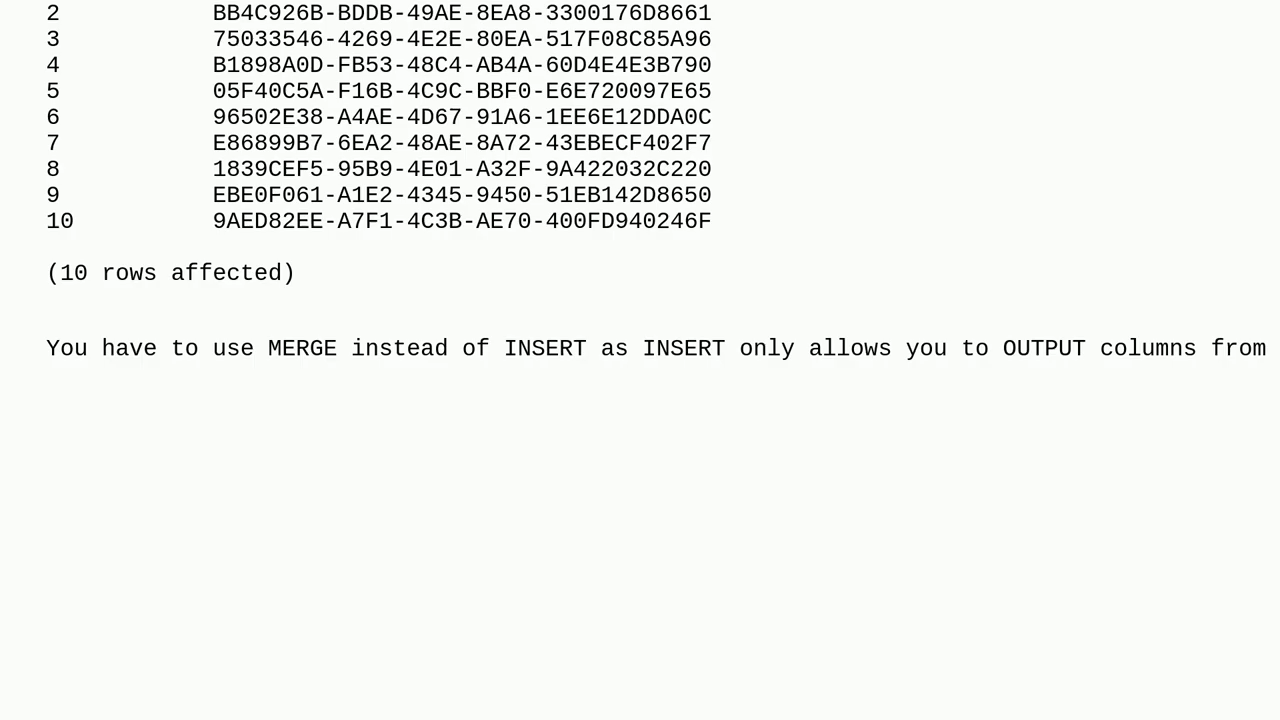 2 BB4C926B-BDDB-49AE-8EA8-3300176D8661
3 75033546-4269-4E2E-80EA-517F08C85A96
4 B1898A0D-FB53-48C4-AB4A-60D4E4E3B790
5 05F40C5A-F16B-4C9C-BBF0-E6E720097E65
6 96502E38-A4AE-4D67-91A6-1EE6E12DDA0C
7 E86899B7-6EA2-48AE-8A72-43EBECF402F7
8 1839CEF5-95B9-4E01-A32F-9A422032C220
9 EBE0F061-A1E2-4345-9450-51EB142D8650
10 9AED82EE-A7F1-4C3B-AE70-400FD940246F
(10 rows affected)
You have to use MERGE instead of INSERT as INSERT only allows you to OUTPUT columns from